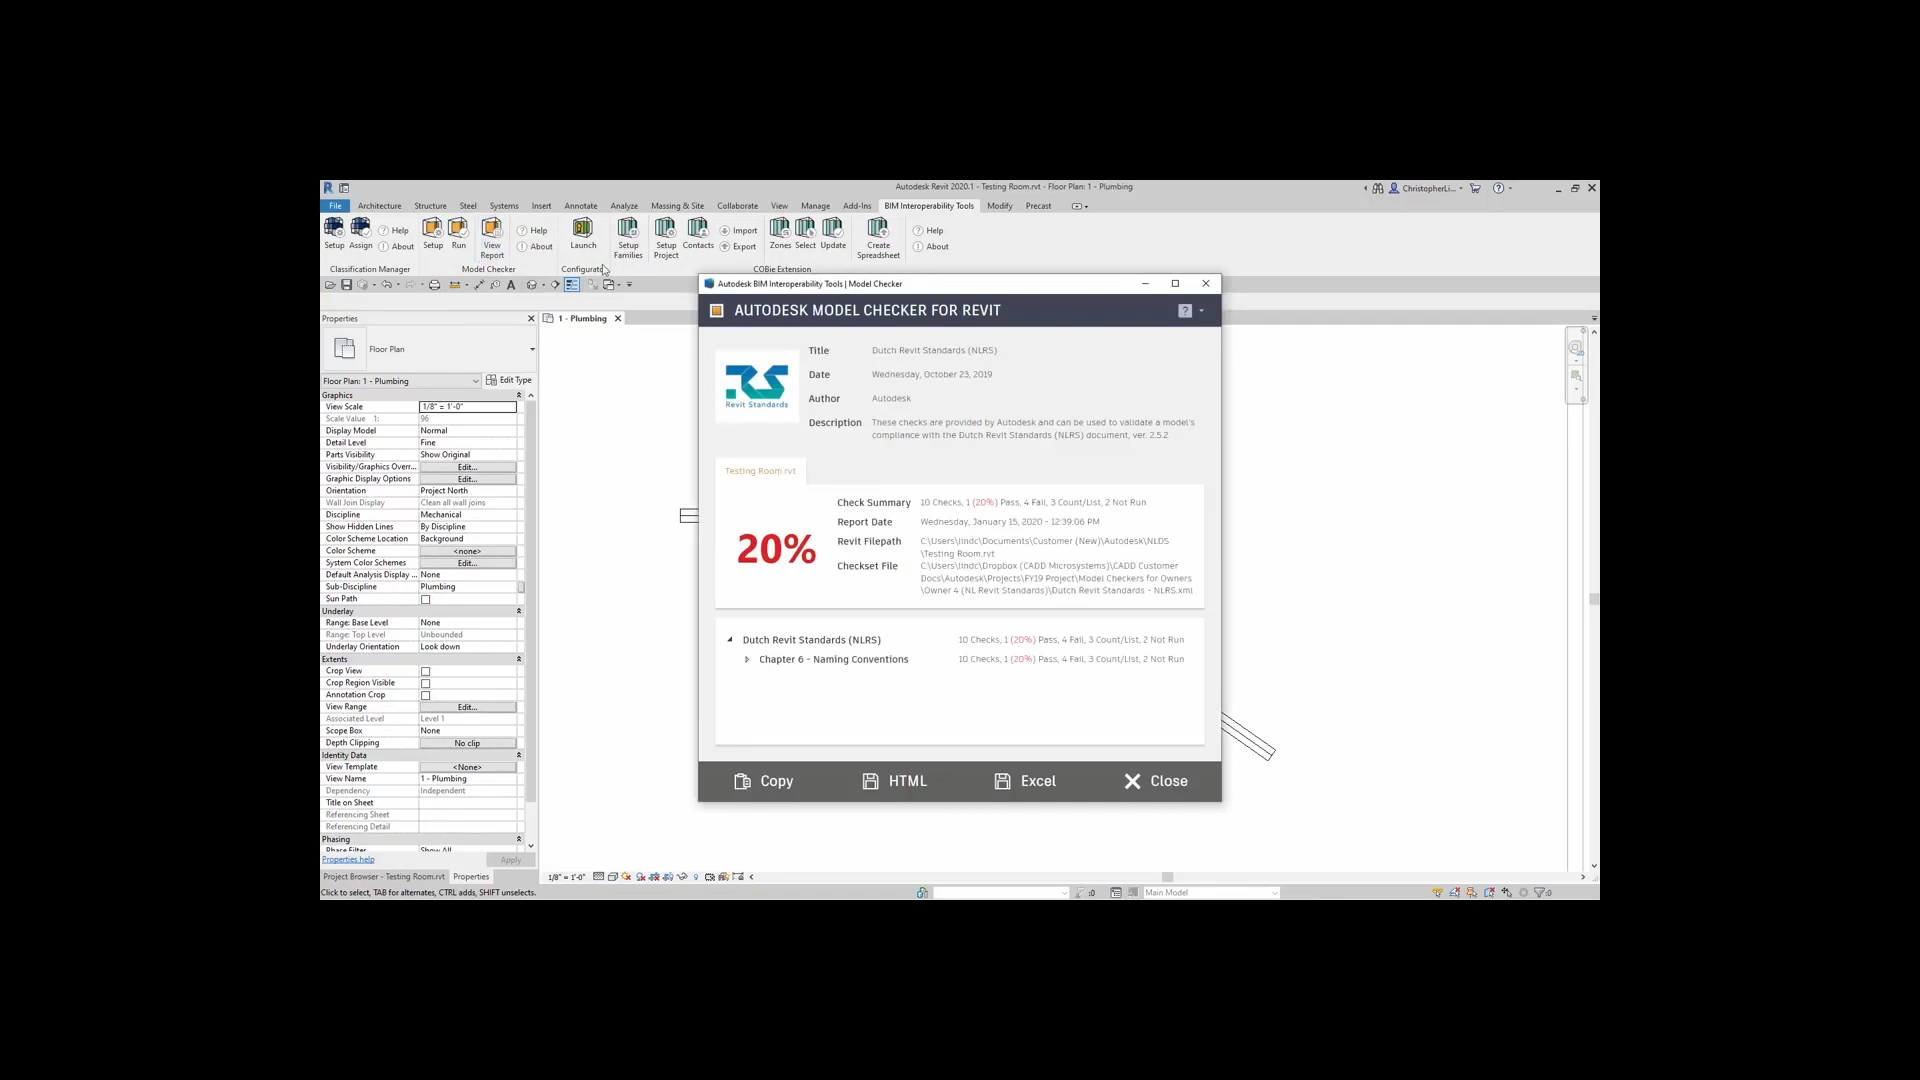 Autodesk Revit 2020.1 - Testing Room.rvt - Floor Plan: 1 - Plumbing
ChristopherLi...
File Architecture Structure Steel Systems Insert Annotate Analyze Massing & Site Collaborate View Manage Add-Ins BIM Interoperability Tools Modify Precast
Setup Assign Help About
Setup Run View Report Help About
Launch
Setup Families
Setup Project Contacts Import Export Zones Select Update Create Spreadsheet
Help About
Classification Manager Model Checker Configurato COBie Extension
Properties
1 - Plumbing
Floor Plan
Floor Plan: 1 - Plumbing Edit Type
Graphics
View Scale 1/8" = 1'-0"
Scale Value 1: 96
Display Model Normal
Detail Level Fine
Parts Visibility Show Original
Visibility/Graphics Overr... Edit...
Graphic Display Options Edit...
Orientation Project North
Wall Join Display Clean all wall joins
Discipline Mechanical
Show Hidden Lines By Discipline
Color Scheme Location Background
Color Scheme <none>
System Color Schemes Edit...
Default Analysis Display ... None
Sub-Discipline Plumbing
Sun Path
Underlay
Range: Base Level None
Range: Top Level Unbounded
Underlay Orientation Look down
Extents
Crop View
Crop Region Visible
Annotation Crop
View Range Edit...
Associated Level Level 1
Scope Box None
Depth Clipping No clip
Identity Data
View Template <None>
View Name 1 - Plumbing
Dependency Independent
Title on Sheet
Referencing Sheet
Referencing Detail
Phasing
Phase Filter Show All
Properties help Apply
Project Browser - Testing Room.rvt Properties
Click to select, TAB for alternates, CTRL adds, SHIFT unselects.
Autodesk BIM Interoperability Tools | Model Checker
AUTODESK MODEL CHECKER FOR REVIT
?
RS
Revit Standards
Title Dutch Revit Standards (NLRS)
Date Wednesday, October 23, 2019
Author Autodesk
Description These checks are provided by Autodesk and can be used to validate a model's
compliance with the Dutch Revit Standards (NLRS) document, ver. 2.5.2
Testing Room.rvt
20%
Check Summary 10 Checks, 1 (20%) Pass, 4 Fail, 3 Count/List, 2 Not Run
Report Date Wednesday, January 15, 2020 - 12:39:06 PM
Revit Filepath C:\Users\lindc\Documents\Customer (New)\Autodesk\NLDS
\Testing Room.rvt
Checkset File C:\Users\lindc\Dropbox (CADD Microsystems)\CADD Customer
Docs\Autodesk\Projects\FY19 Project\Model Checkers for Owners
\Owner 4 (NL Revit Standards)\Dutch Revit Standards - NLRS.xml
Dutch Revit Standards (NLRS) 10 Checks, 1 (20%) Pass, 4 Fail, 3 Count/List, 2 Not Run
Chapter 6 - Naming Conventions 10 Checks, 1 (20%) Pass, 4 Fail, 3 Count/List, 2 Not Run
Copy HTML Excel Close
1/8" = 1'-0"
:0 Main Model :0